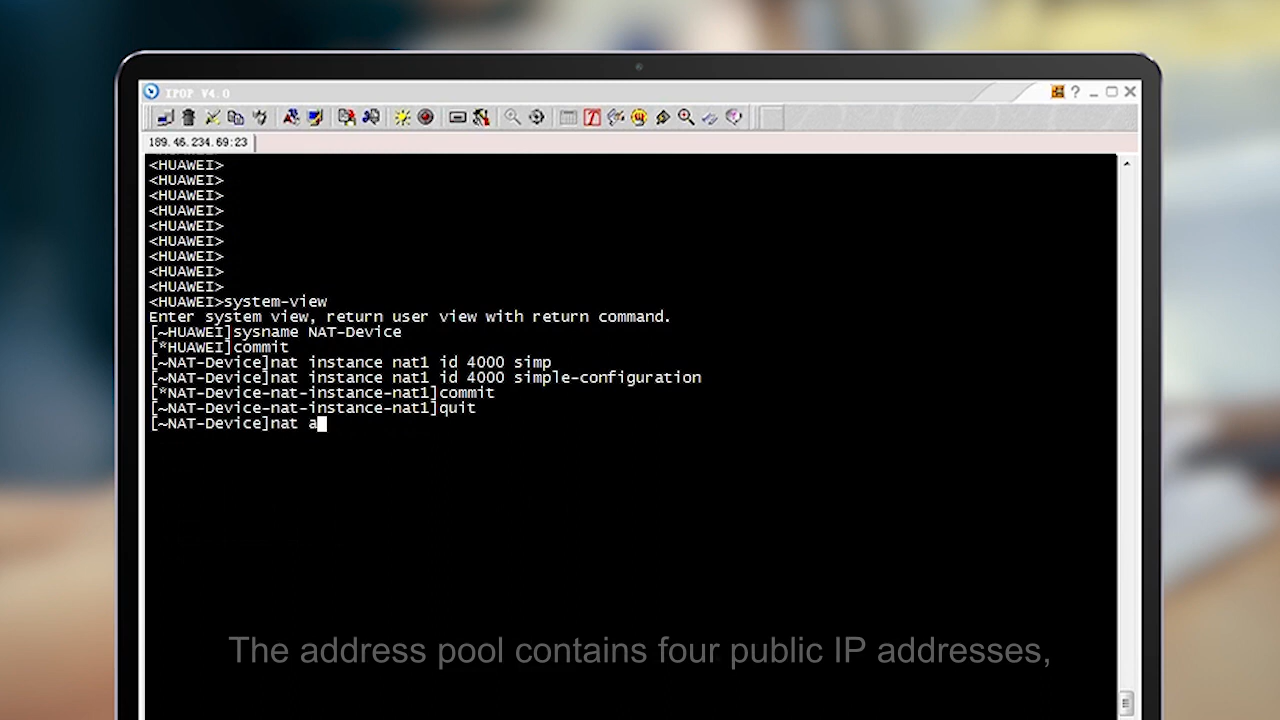 IPOP V4.0
?
189.46.234.69:23
<HUAWEI>
<HUAWEI>
<HUAWEI>
<HUAWEI>
<HUAWEI>
<HUAWEI>
<HUAWEI>
<HUAWEI>
<HUAWEI>
<HUAWEI>system-view
Enter system view, return user view with return command.
[~HUAWEI]sysname NAT-Device
[*HUAWEI]commit
[~NAT-Device]nat instance nat1 id 4000 simp
[~NAT-Device]nat instance nat1 id 4000 simple-configuration
[*NAT-Device-nat-instance-nat1]commit
[~NAT-Device-nat-instance-nat1]quit
[~NAT-Device]nat a
The address pool contains four public IP addresses,